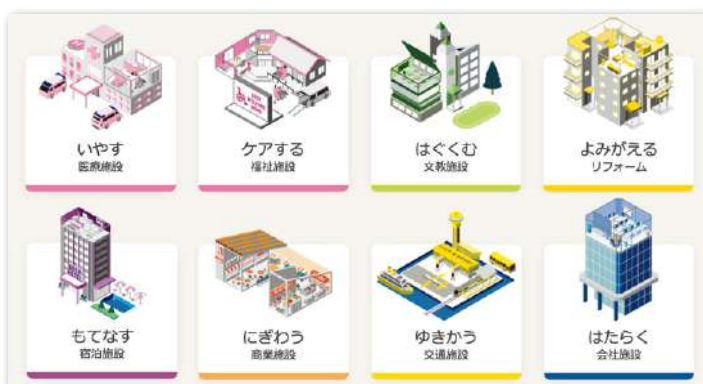 いやす
医療施設
ケアする
福祉施設
はぐくむ
文教施設
よみがえる
リフォーム
もてなす
宿泊施設
にぎわう
商業施設
ゆきかう
交通施設
はたらく
会社施設